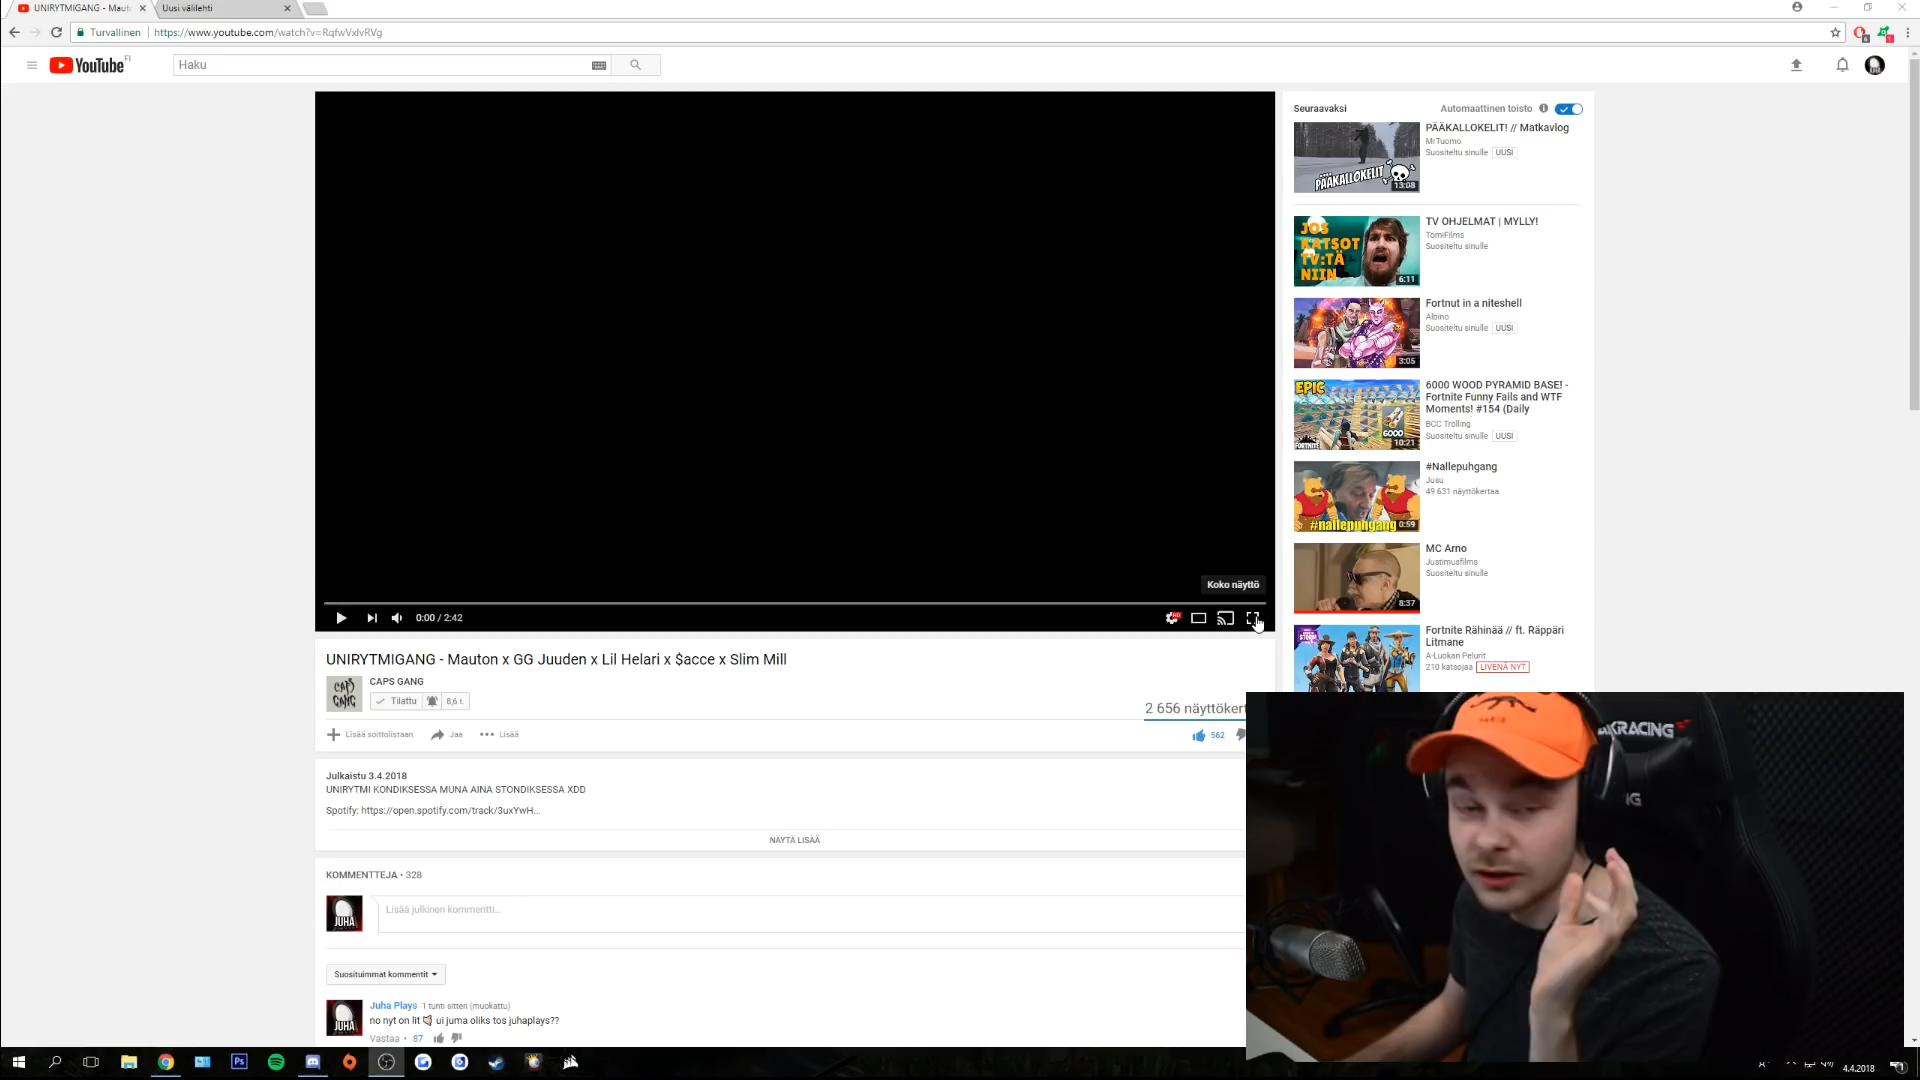 UNIRYTMIGANG - Maut
Uusi välilehti
Turvallinen
https://www.youtube.com/watch?v=RqfwVxlvRVg
YouTube FI
Haku
Seuraavaksi
Automaattinen toisto
PÄÄKALLOKELIT! // Matkavlog
MrTuomo
Suositeltu sinulle UUSI
PÄÄKALLOKELIT
13:08
TV OHJELMAT | MYLLY!
TomiFilms
Suositeltu sinulle
JOS
KATSOT
TV:TÄ
NIIN
6:11
Fortnut in a niteshell
Albino
Suositeltu sinulle UUSI
3:05
6000 WOOD PYRAMID BASE! -
Fortnite Funny Fails and WTF
Moments! #154 (Daily
BCC Trolling
Suositeltu sinulle UUSI
EPIC
6000
FORTNITE
10:21
#Nallepuhgang
Jusu
49 631 näyttökertaa
#nallepuhgang
0:59
MC Arno
Justimusfilms
Suositeltu sinulle
8:37
Fortnite Rähinää // ft. Räppäri
Litmane
A-Luokan Pelurit
210 katsojaa LIVENÄ NYT
Koko näyttö
0:00 / 2:42
HD
UNIRYTMIGANG - Mauton x GG Juuden x Lil Helari x $acce x Slim Mill
CAPS GANG
CAPS
GANG
Tilattu 8,6 t.
2 656 näyttökert
Lisää soittolistaan
Jaa
Lisää
562
Julkaistu 3.4.2018
UNIRYTMI KONDIKSESSA MUNA AINA STONDIKSESSA XDD
Spotify: https://open.spotify.com/track/3uxYwH...
NÄYTÄ LISÄÄ
KOMMENTTEJA • 328
JUHA
Lisää julkinen kommentti...
Suosituimmat kommentit
JUHA
Juha Plays 1 tunti sitten (muokattu)
no nyt on lit ui juma oliks tos juhaplays??
Vastaa • 87
AKRACING
Ps
4.4.2018